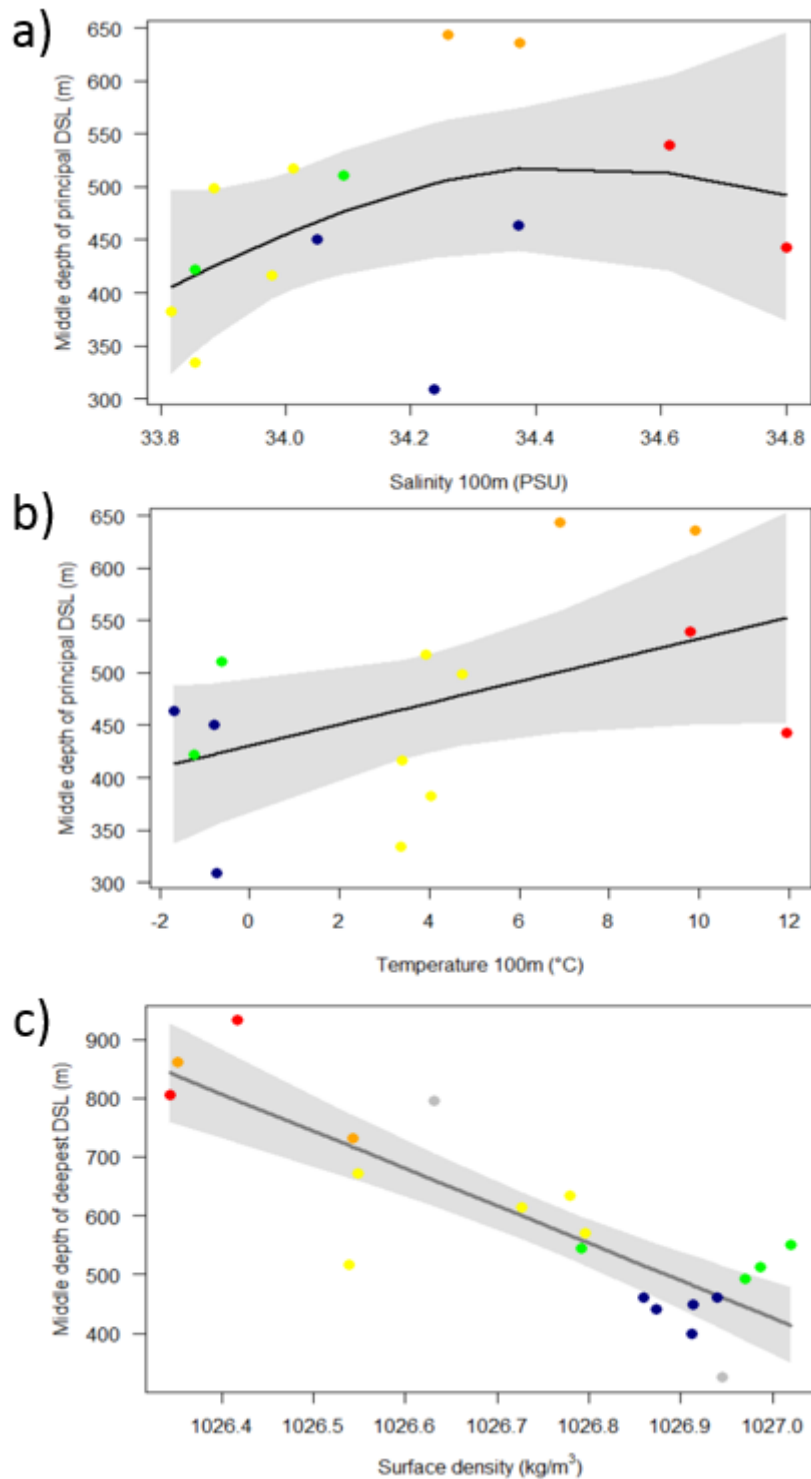 a)
Middle depth of principal DSL (m)
650
600
550
500
450
400
350
300
33.8 34.0 34.2 34.4 34.6 34.8
Salinity 100m (PSU)
b)
Middle depth of principal DSL (m)
650
600
550
500
450
400
350
300
-2 0 2 4 6 8 10 12
Temperature 100m (°C)
c)
Middle depth of deepest DSL (m)
900
800
700
600
500
400
1026.4 1026.5 1026.6 1026.7 1026.8 1026.9 1027.0
Surface density (kg/m³)